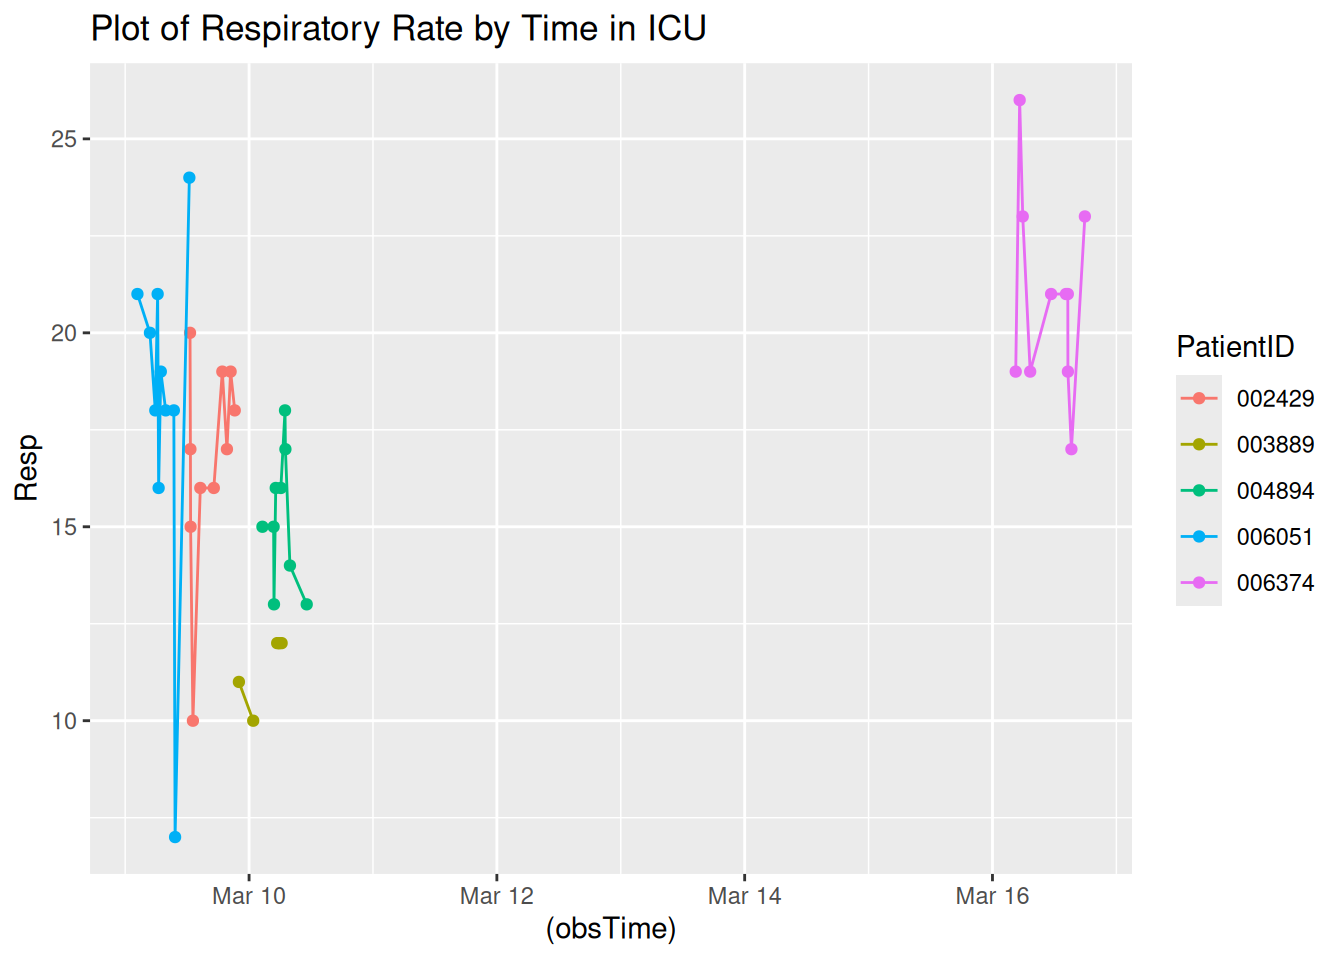 Plot of Respiratory Rate by Time in ICU
25
20
15
10
Resp
Mar 10
Mar 12
Mar 14
Mar 16
(obsTime)
PatientID
002429
003889
004894
006051
006374